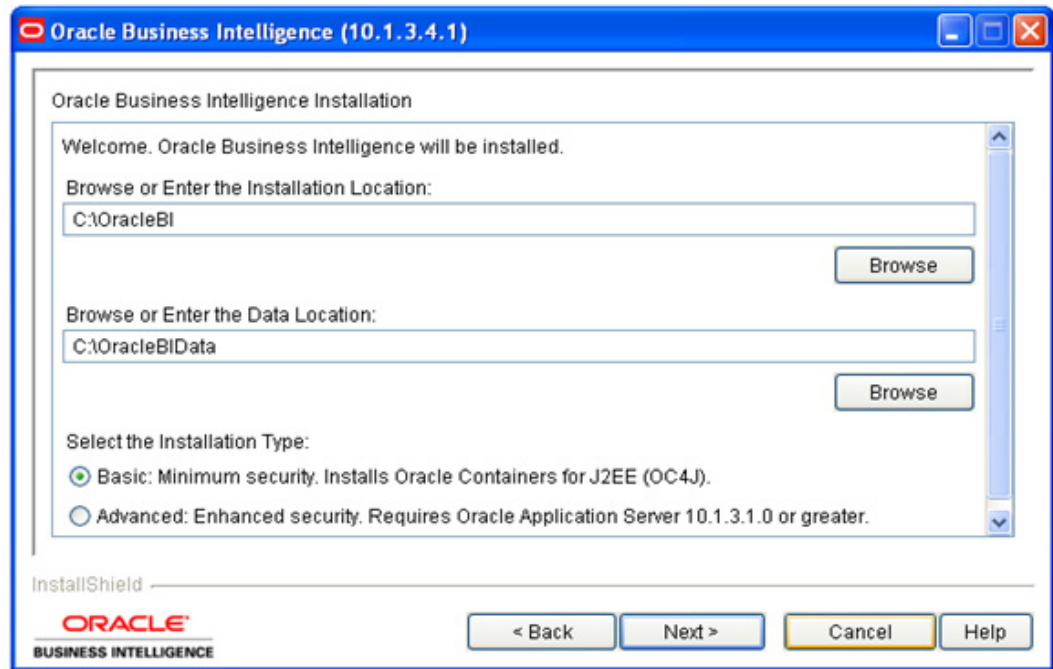 Oracle Business Intelligence (10.1.3.4.1)
Oracle Business Intelligence Installation
Welcome. Oracle Business Intelligence will be installed.
Browse or Enter the Installation Location:
C:\OracleBI
Browse
Browse or Enter the Data Location:
C:\OracleBIData
Browse
Select the Installation Type:
Basic: Minimum security. Installs Oracle Containers for J2EE (OC4J).
Advanced: Enhanced security. Requires Oracle Application Server 10.1.3.1.0 or greater.
InstallShield
ORACLE'
BUSINESS INTELLIGENCE
< Back
Next >
Cancel
Help